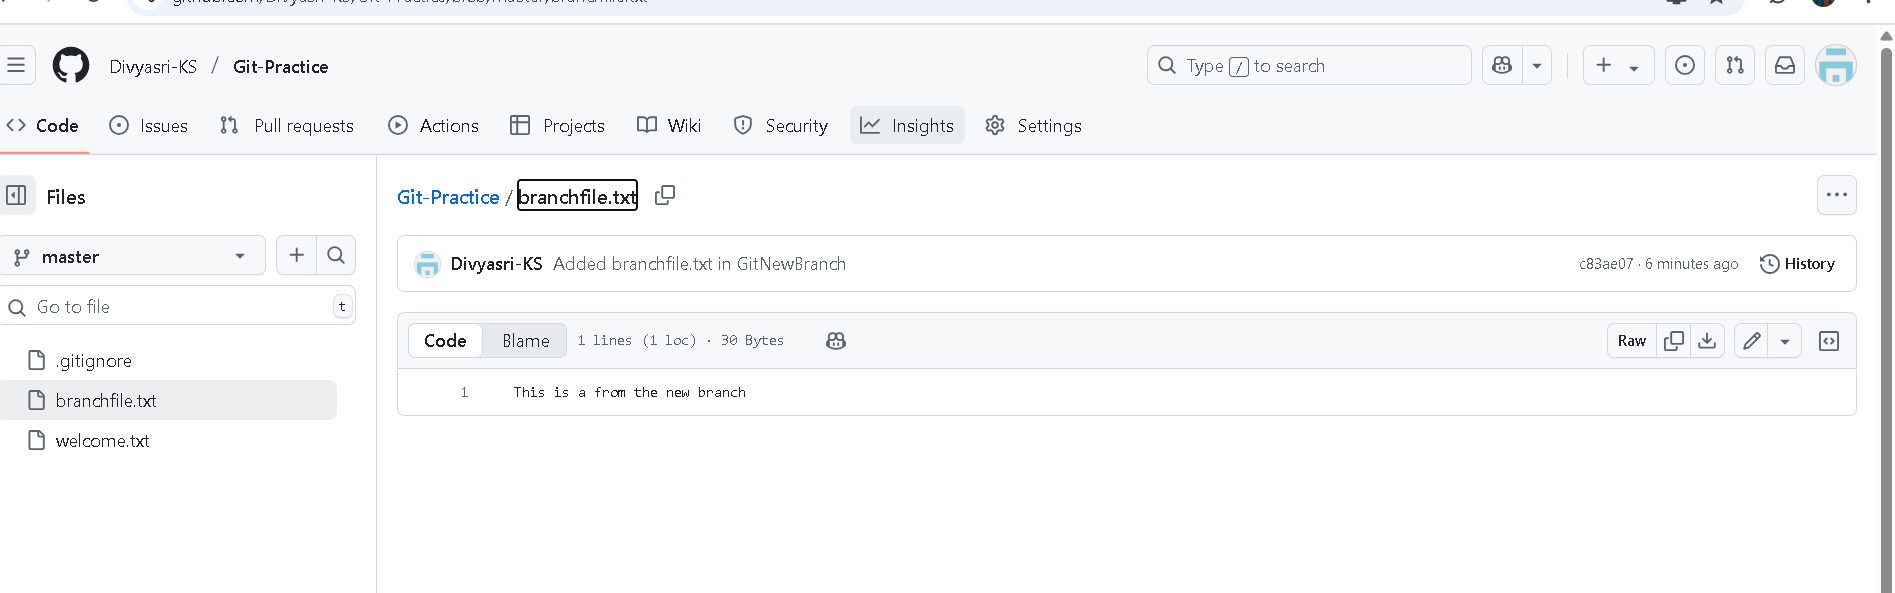 Divyasri-KS / Git-Practice
Type / to search
Code
Issues
Pull requests
Actions
Projects
Wiki
Security
Insights
Settings
Files
master
Go to file
t
.gitignore
branchfile.txt
welcome.txt
Git-Practice / branchfile.txt
Divyasri-KS Added branchfile.txt in GitNewBranch
c83ae07 · 6 minutes ago
History
Code
Blame
1 lines (1 loc) · 30 Bytes
Raw
1 This is a from the new branch